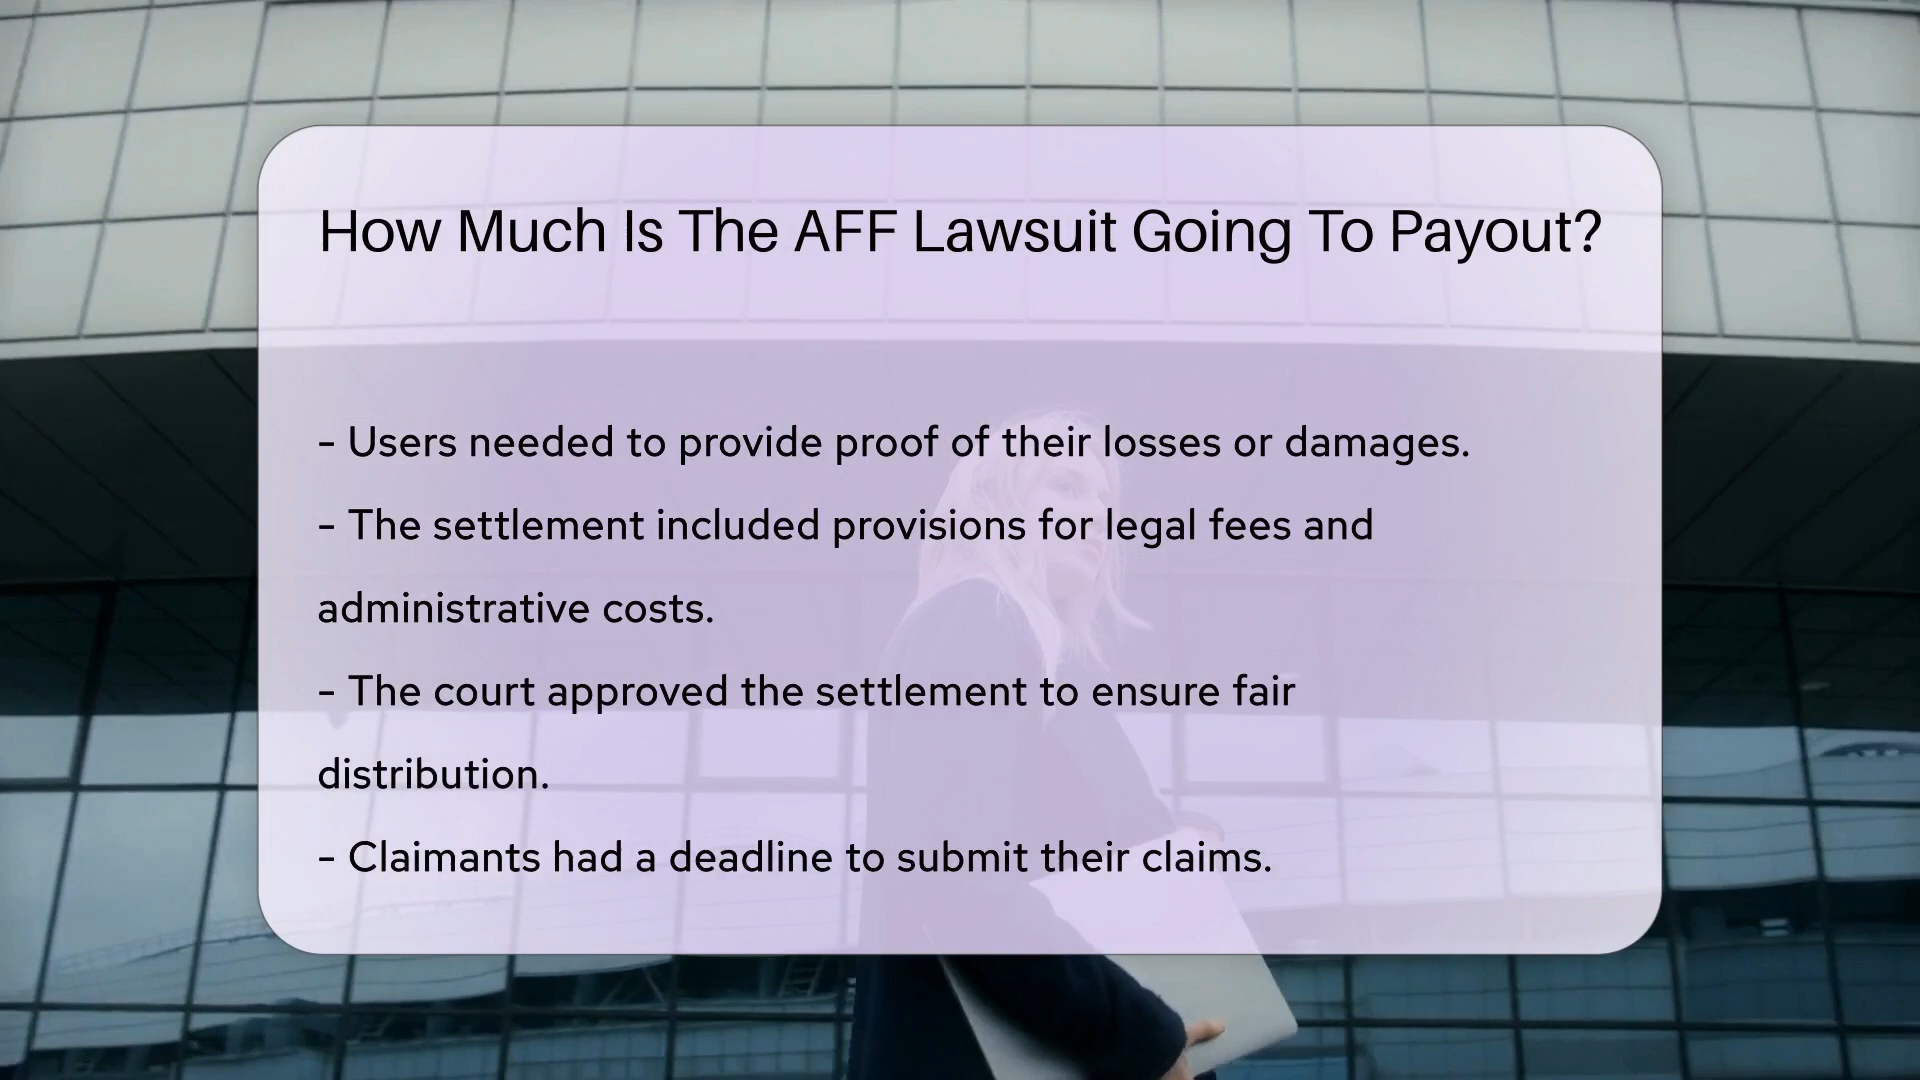 How Much Is The AFF Lawsuit Going To Payout?
- Users needed to provide proof of their losses or damages.
- The settlement included provisions for legal fees and
administrative costs.
- The court approved the settlement to ensure fair
distribution.
- Claimants had a deadline to submit their claims.